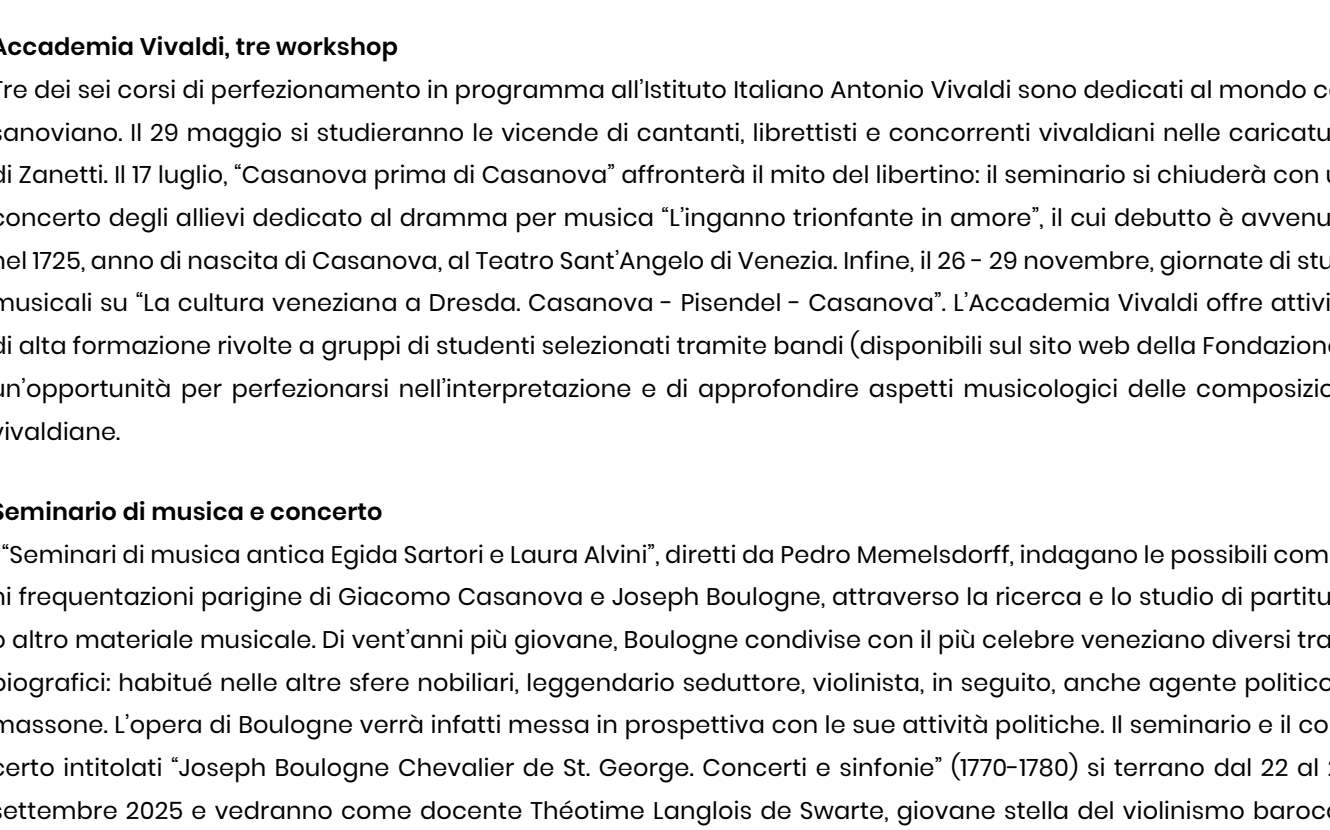 Accademia Vivaldi, tre workshop
Tre dei sei corsi di perfezionamento in programma all’Istituto Italiano Antonio Vivaldi sono dedicati al mondo ca
sanoviano. Il 29 maggio si studieranno le vicende di cantanti, librettisti e concorrenti vivaldiani nelle caricatu
di Zanetti. Il 17 luglio, “Casanova prima di Casanova” affronterà il mito del libertino: il seminario si chiuderà con u
concerto degli allievi dedicato al dramma per musica “L’inganno trionfante in amore”, il cui debutto è avvenu
nel 1725, anno di nascita di Casanova, al Teatro Sant’Angelo di Venezia. Infine, il 26 - 29 novembre, giornate di stu
musicali su “La cultura veneziana a Dresda. Casanova - Pisendel - Casanova”. L’Accademia Vivaldi offre attivi
di alta formazione rivolte a gruppi di studenti selezionati tramite bandi (disponibili sul sito web della Fondazione
un’opportunità per perfezionarsi nell’interpretazione e di approfondire aspetti musicologici delle composizio
vivaldiane.
Seminario di musica e concerto
“Seminari di musica antica Egida Sartori e Laura Alvini”, diretti da Pedro Memelsdorff, indagano le possibili com
ni frequentazioni parigine di Giacomo Casanova e Joseph Boulogne, attraverso la ricerca e lo studio di partitu
o altro materiale musicale. Di vent’anni più giovane, Boulogne condivise con il più celebre veneziano diversi tra
biografici: habitué nelle altre sfere nobiliari, leggendario seduttore, violinista, in seguito, anche agente politico
massone. L’opera di Boulogne verrà infatti messa in prospettiva con le sue attività politiche. Il seminario e il co
certo intitolati “Joseph Boulogne Chevalier de St. George. Concerti e sinfonie” (1770-1780) si terrano dal 22 al
settembre 2025 e vedranno come docente Théotime Langlois de Swarte, giovane stella del violinismo barocc